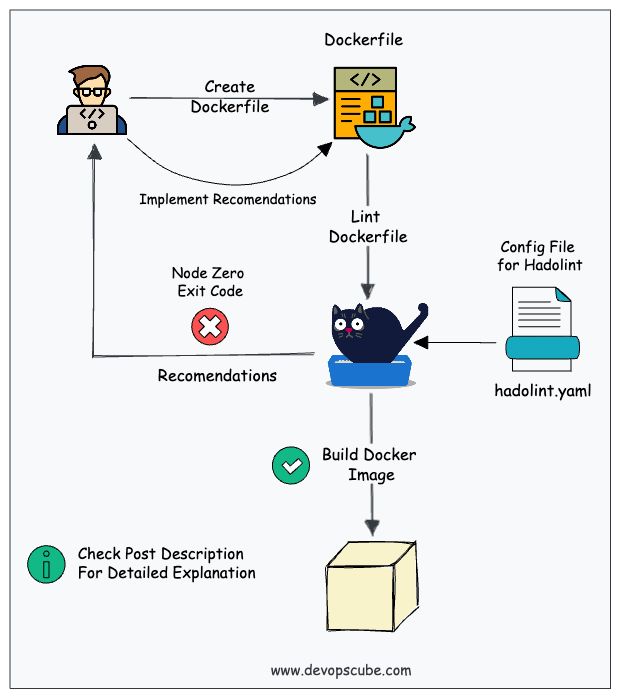 Dockerfile
</>
Create
Dockerfile
</>
Implement Recomendations
Lint
Dockerfile
Config File
for Hadolint
Node Zero
Exit Code
Recomendations
hadolint.yaml
Build Docker
Image
Check Post Description
For Detailed Explanation
www.devopscube.com